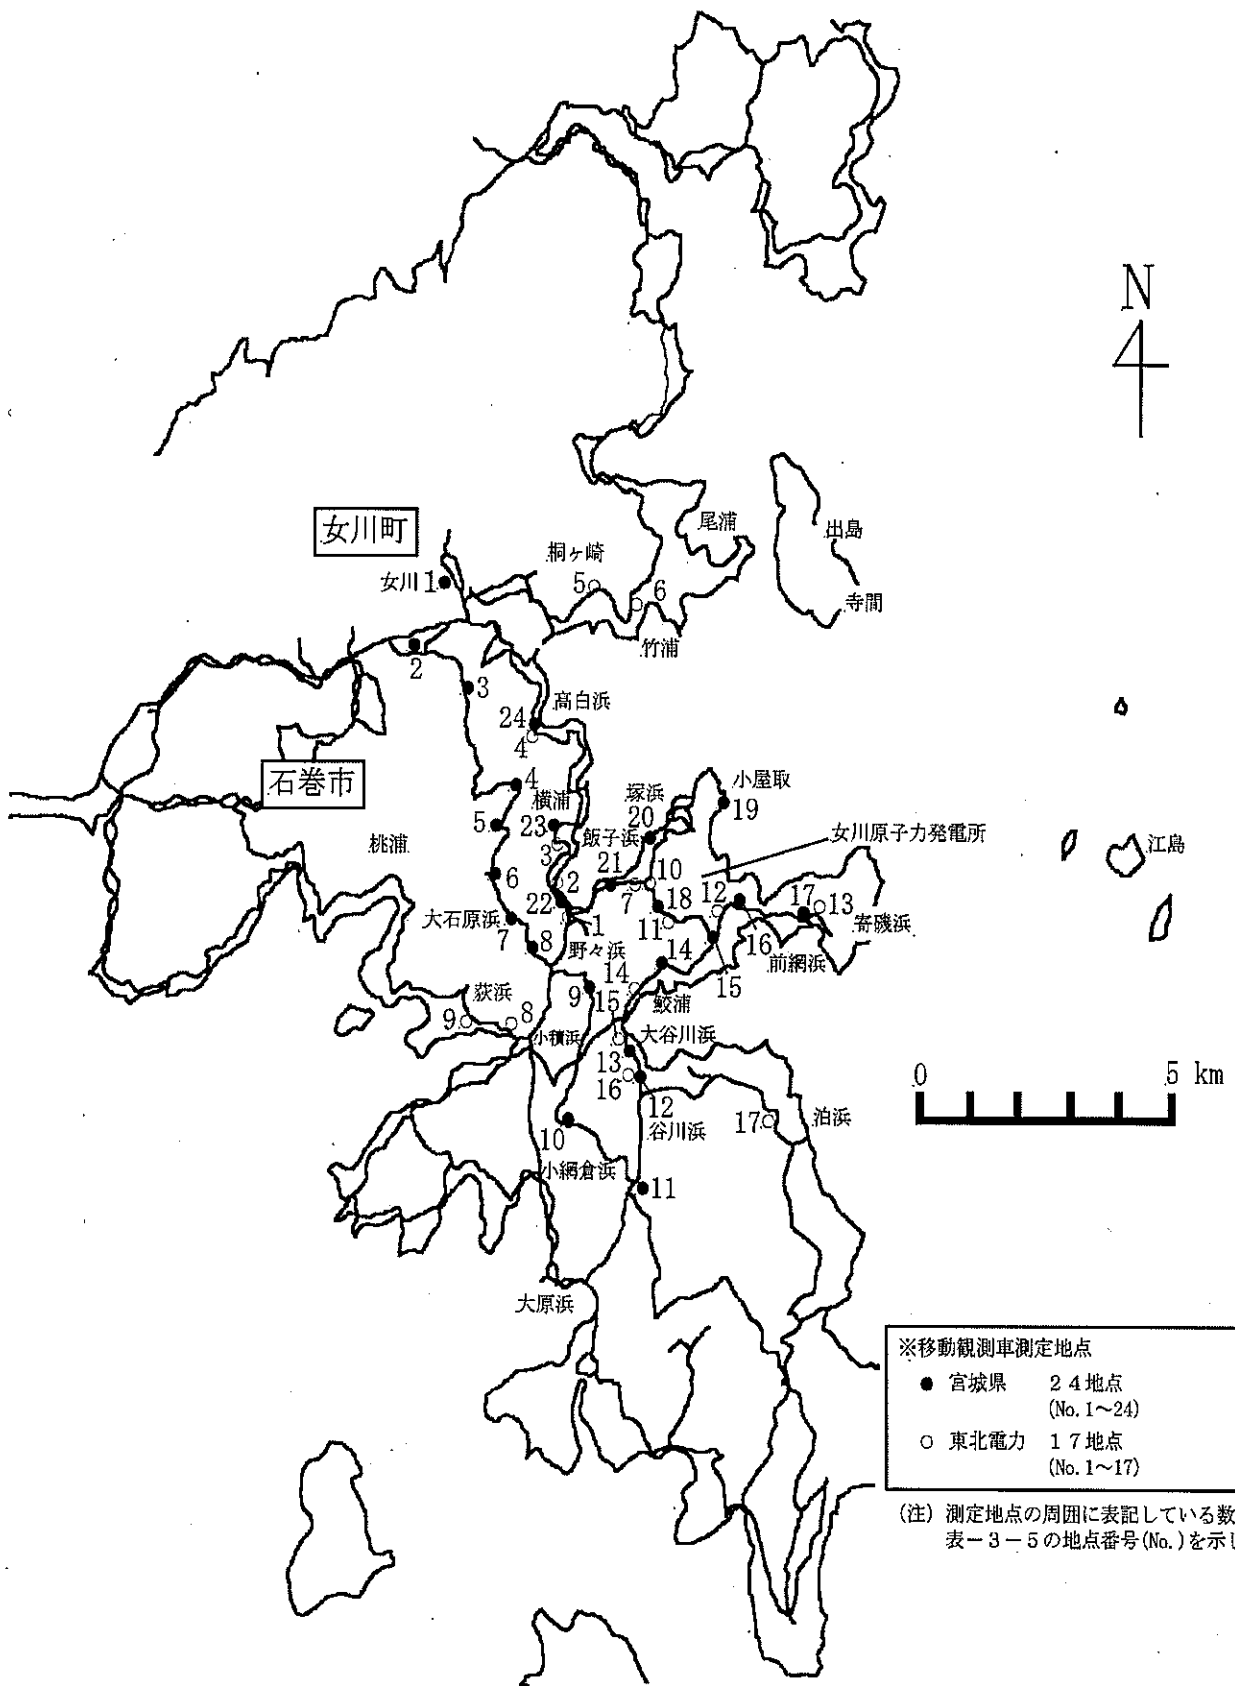 N
女川町
尾浦
出島
桐ヶ崎
女川 1
5
6
寺間
竹浦
2
3
高白浜
24
4
石巻市
4
横浦
塚浜
小屋取
19
5
23
20
飯子浜
女川原子力発電所
桃浦
3
江島
6
21
2
10
7
18
12
17
13
22
大石原浜
1
11
寄磯浜
7
8
野々浜
14
16
前網浜
15
9
14
荻浜
15
鮫浦
9
8
小積浜
大谷川浜
13
16
0
5 km
12
10
谷川浜
17
泊浜
小網倉浜
11
大原浜
※移動観測車測定地点
● 宮城県 24地点
(No.1～24)
○ 東北電力 17地点
(No.1～17)
(注) 測定地点の周囲に表記している数
表－3－5の地点番号(No.)を示し